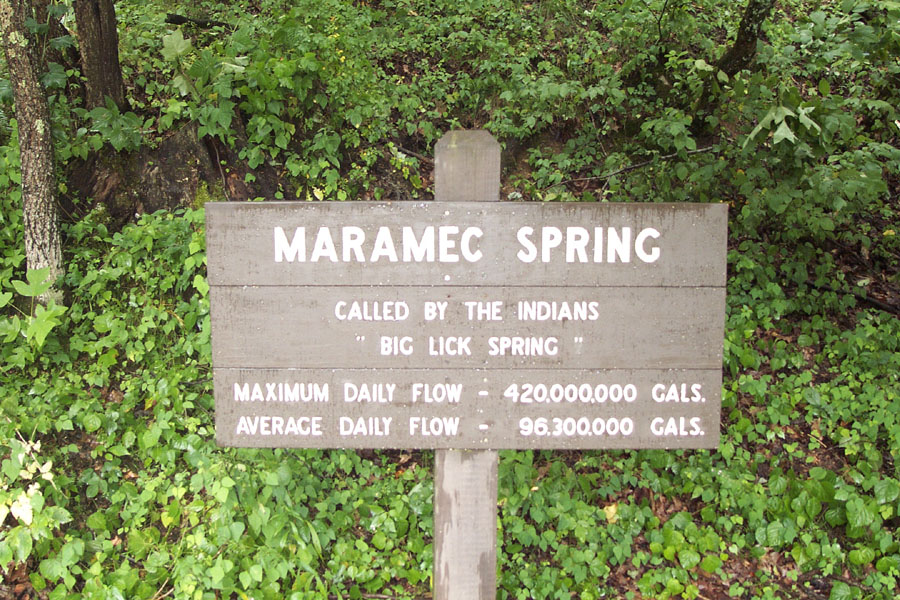 MARAMEC SPRING
CALLED BY THE INDIANS
" BIG LICK SPRING "
MAXIMUM DAILY FLOW - 420,000,000 GALS.
AVERAGE DAILY FLOW - 96,300,000 GALS.